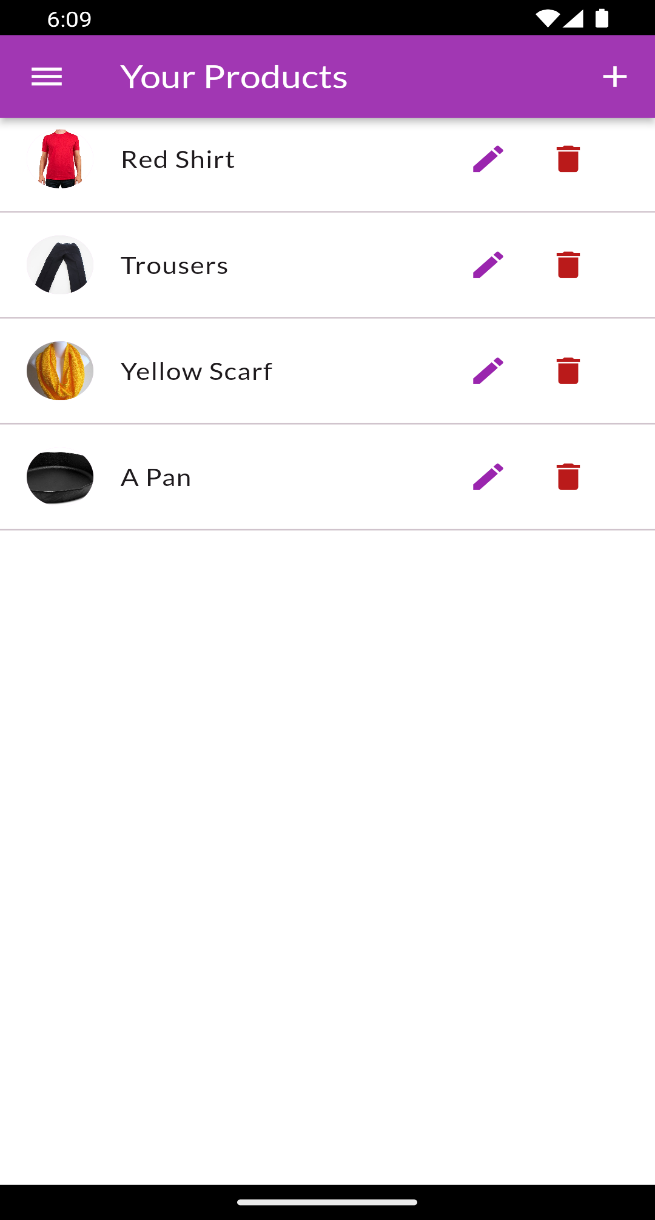 6:09
Your Products
Red Shirt
Trousers
Yellow Scarf
A Pan